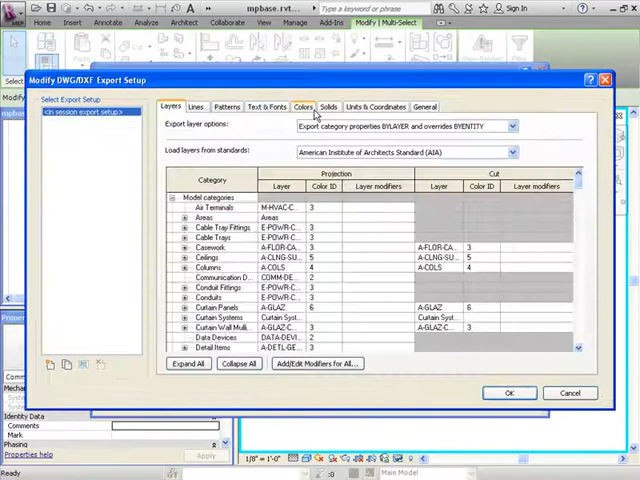 mpbase.rvt...
Type a keyword or phrase
Home Insert Annotate Analyze Architect Collaborate View Manage Add-Ins Modify | Multi-Select
Select
Modify DWG/DXF Export Setup
Select Export Setup
<in session export setup>
Layers Lines Patterns Text & Fonts Colors Solids Units & Coordinates General
Export layer options: Export category properties BYLAYER and overrides BYENTITY
Load layers from standards: American Institute of Architects Standard (AIA)
Category Projection Cut
Layer Color ID Layer modifiers Layer Color ID Layer modifiers
Model categories
Air Terminals M-HVAC-C... 3
Areas Areas
Cable Tray Fittings E-POWR-C... 3
Cable Trays E-POWR-C... 3
Casework A-FLOR-CA... 3 A-FLOR-CA... 3
Ceilings A-CLNG-SU... 5 A-CLNG-SU... 5
Columns A-COLS 4 A-COLS 4
Communication D... COMM-DE... 2
Conduit Fittings E-POWR-C... 3
Conduits E-POWR-C... 3
Curtain Panels A-GLAZ 6 A-GLAZ 6
Curtain Systems Curtain Sys... Curtain Syst...
Curtain Wall Mulli... A-GLAZ-C... 3 A-GLAZ-C... 3
Data Devices DATA-DEV... 2
Detail Items A-DETL-GE... 3
Expand All Collapse All Add/Edit Modifiers for All...
OK Cancel
Identity Data
Comments
Mark
Phasing
Properties help Apply
1/8" = 1'-0"
Ready
:0 Main Model